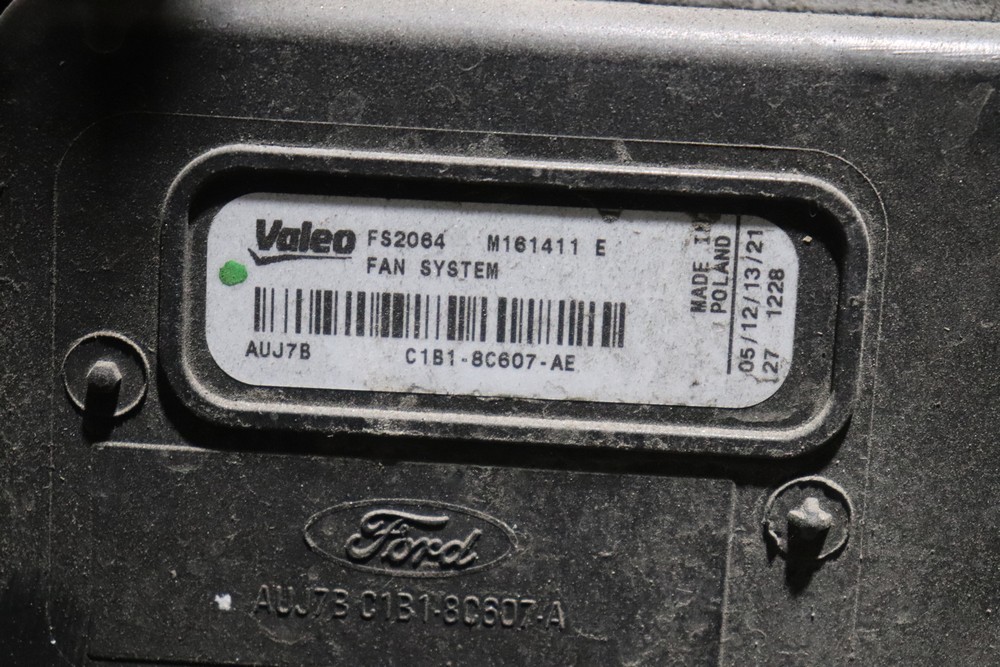 Valeo FS2064 M161411 E
FAN SYSTEM
AUJ7B C1B1-8C607-AE
MADE IN
POLAND
05/12/13/21
27 1228
Ford
AUJ7B C1B1-8C607-A